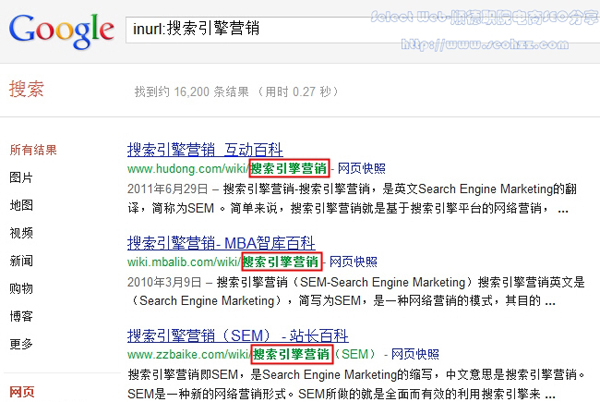 Google
inurl:搜索引擎营销
Select Web-顺德职院电商SEO分享
http://www.seohzz.com
搜索
找到约 16,200 条结果 （用时 0.27 秒）
所有结果
图片
地图
视频
新闻
购物
博客
更多
网页
搜索引擎营销_互动百科
www.hudong.com/wiki/搜索引擎营销 - 网页快照
2011年6月29日 – 搜索引擎营销-搜索引擎营销，是英文Search Engine Marketing的翻
译，简称为SEM 。简单来说，搜索引擎营销就是基于搜索引擎平台的网络营销， ...
搜索引擎营销- MBA智库百科
wiki.mbalib.com/wiki/搜索引擎营销 - 网页快照
2010年3月9日 – 搜索引擎营销（SEM-Search Engine Marketing）搜索引擎营销英文是
（Search Engine Marketing），简写为SEM，是一种网络营销的模式，其目的 ...
搜索引擎营销（SEM） - 站长百科
www.zzbaike.com/wiki/搜索引擎营销（SEM） - 网页快照
搜索引擎营销即SEM，是Search Engine Marketing的缩写，中文意思是搜索引擎营销。
SEM是一种新的网络营销形式。SEM所做的就是全面而有效的利用搜索引擎来 ...